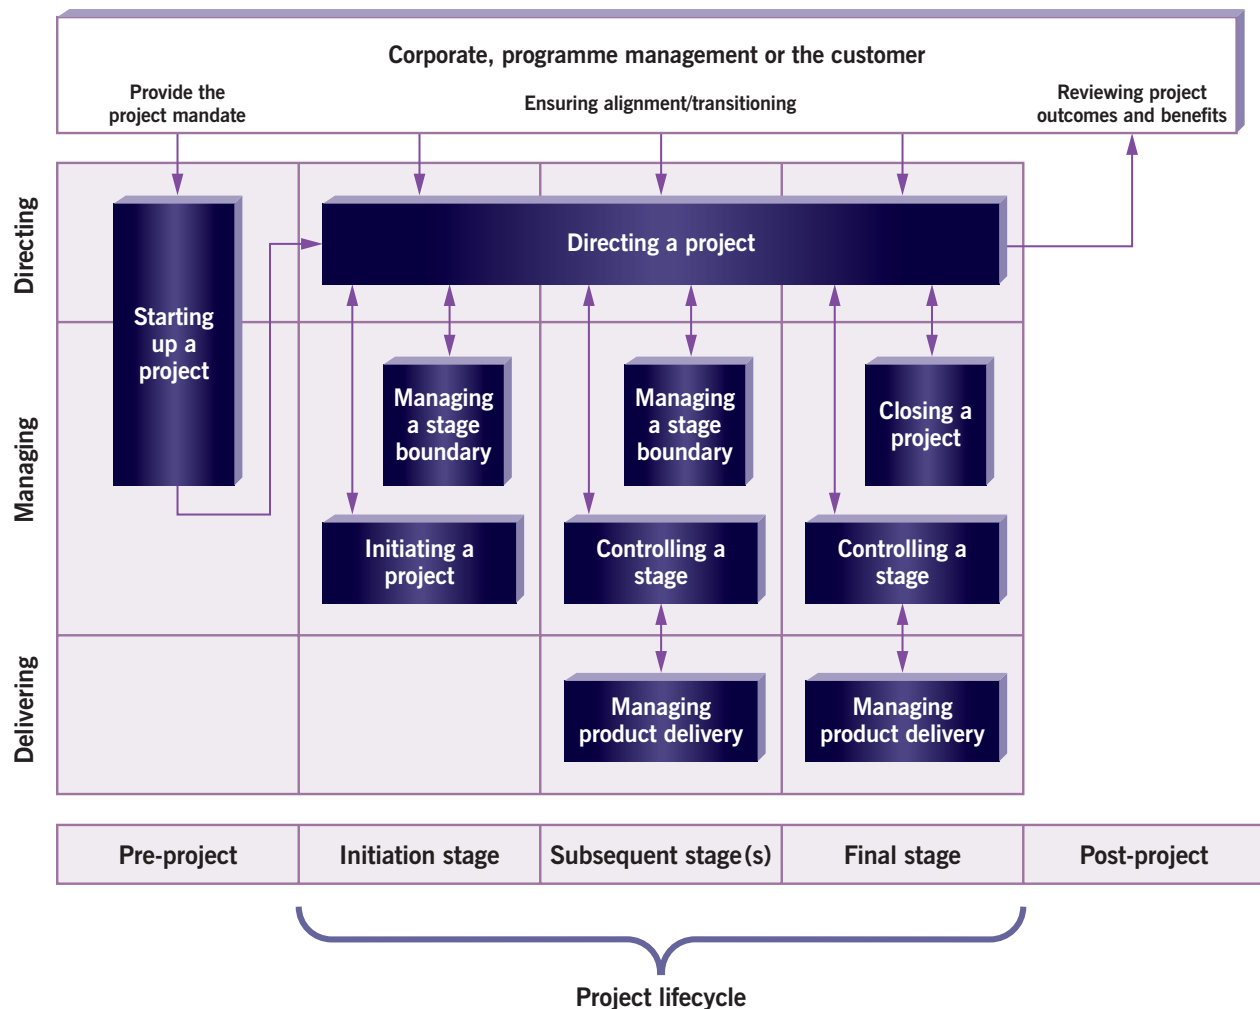 Corporate, programme management or the customer
Provide the
project mandate
Ensuring alignment/transitioning
Reviewing project
outcomes and benefits
Directing
Managing
Delivering
Starting
up a
project
Directing a project
Managing
a stage
boundary
Managing
a stage
boundary
Closing a
project
Initiating a
project
Controlling a
stage
Controlling a
stage
Managing
product delivery
Managing
product delivery
Pre-project
Initiation stage
Subsequent stage(s)
Final stage
Post-project
Project lifecycle